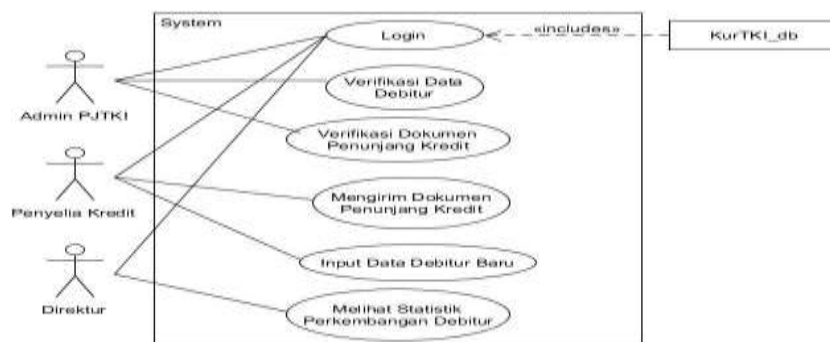 System
Login
«includes»
KurTKI_db
Verifikasi Data
Debitur
Admin PJTKI
Verifikasi Dokumen
Penunjang Kredit
Mengirim Dokumen
Penunjang Kredit
Penyelia Kredit
Input Data Debitur Baru
Melihat Statistik
Perkembangan Debitur
Direktur